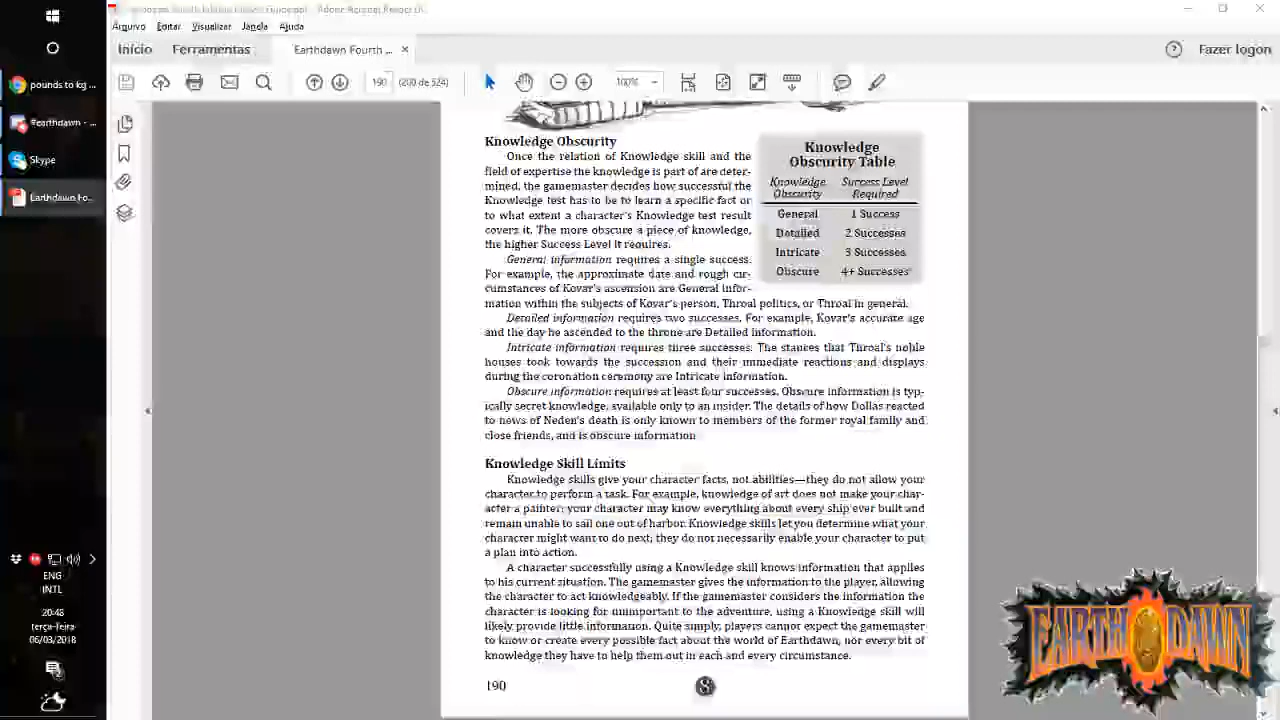 Arquivo Editar Visualizar Janela Ajuda
Início Ferramentas Earthdawn Fourth ... × Fazer logon
190 (200 de 524) 100%
pounds to kg ...
#earthdawn - ...
Skype
Earthdawn Fo...
ENG
INTL
20:48
terça-feira
06/03/2018
Knowledge Obscurity
Once the relation of Knowledge skill and the
field of expertise the knowledge is part of are deter-
mined, the gamemaster decides how successful the
Knowledge test has to be to learn a specific fact or
to what extent a character's Knowledge test result
covers it. The more obscure a piece of knowledge,
the higher Success Level it requires.
General information requires a single success.
For example, the approximate date and rough cir-
cumstances of Kovar's ascension are General infor-
mation within the subjects of Kovar's person, Throal politics, or Throal in general.
Detailed information requires two successes. For example, Kovar's accurate age
and the day he ascended to the throne are Detailed information.
Intricate information requires three successes. The stances that Throal's noble
houses took towards the succession and their immediate reactions and displays
during the coronation ceremony are Intricate information.
Obscure information requires at least four successes. Obscure information is typ-
ically secret knowledge, available only to an insider. The details of how Dollas reacted
to news of Neden's death is only known to members of the former royal family and
close friends, and is obscure information
Knowledge
Obscurity Table
Knowledge Success Level
Obscurity Required
General 1 Success
Detailed 2 Successes
Intricate 3 Successes
Obscure 4+ Successes
Knowledge Skill Limits
Knowledge skills give your character facts, not abilities—they do not allow your
character to perform a task. For example, knowledge of art does not make your char-
acter a painter; your character may know everything about every ship ever built and
remain unable to sail one out of harbor. Knowledge skills let you determine what your
character might want to do next; they do not necessarily enable your character to put
a plan into action.
A character successfully using a Knowledge skill knows information that applies
to his current situation. The gamemaster gives the information to the player, allowing
the character to act knowledgeably. If the gamemaster considers the information the
character is looking for unimportant to the adventure, using a Knowledge skill will
likely provide little information. Quite simply, players cannot expect the gamemaster
to know or create every possible fact about the world of Earthdawn, nor every bit of
knowledge they have to help them out in each and every circumstance.
190
EARTHDAWN